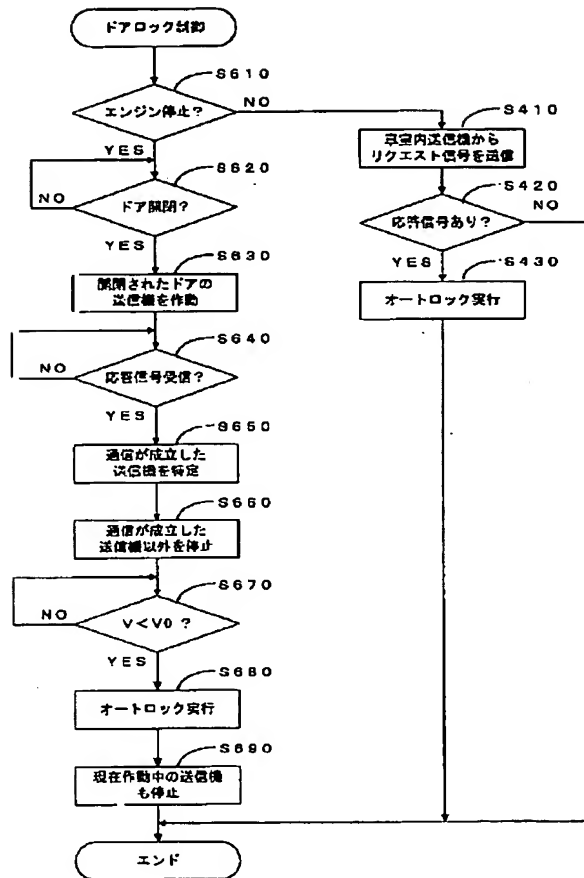 ドアロック制御
S610
エンジン停止?
NO
YES
S410
車室内送信機から
リクエスト信号を送信
S620
ドア開閉?
NO
YES
S420
応答信号あり?
NO
YES
S630
開閉されたドアの
送信機を作動
S430
オートロック実行
S640
応答信号受信?
NO
YES
S650
通信が成立した
送信機を特定
S660
通信が成立した
送信機以外を停止
S670
V<V0 ?
NO
YES
S680
オートロック実行
S690
現在作動中の送信機
も停止
エンド